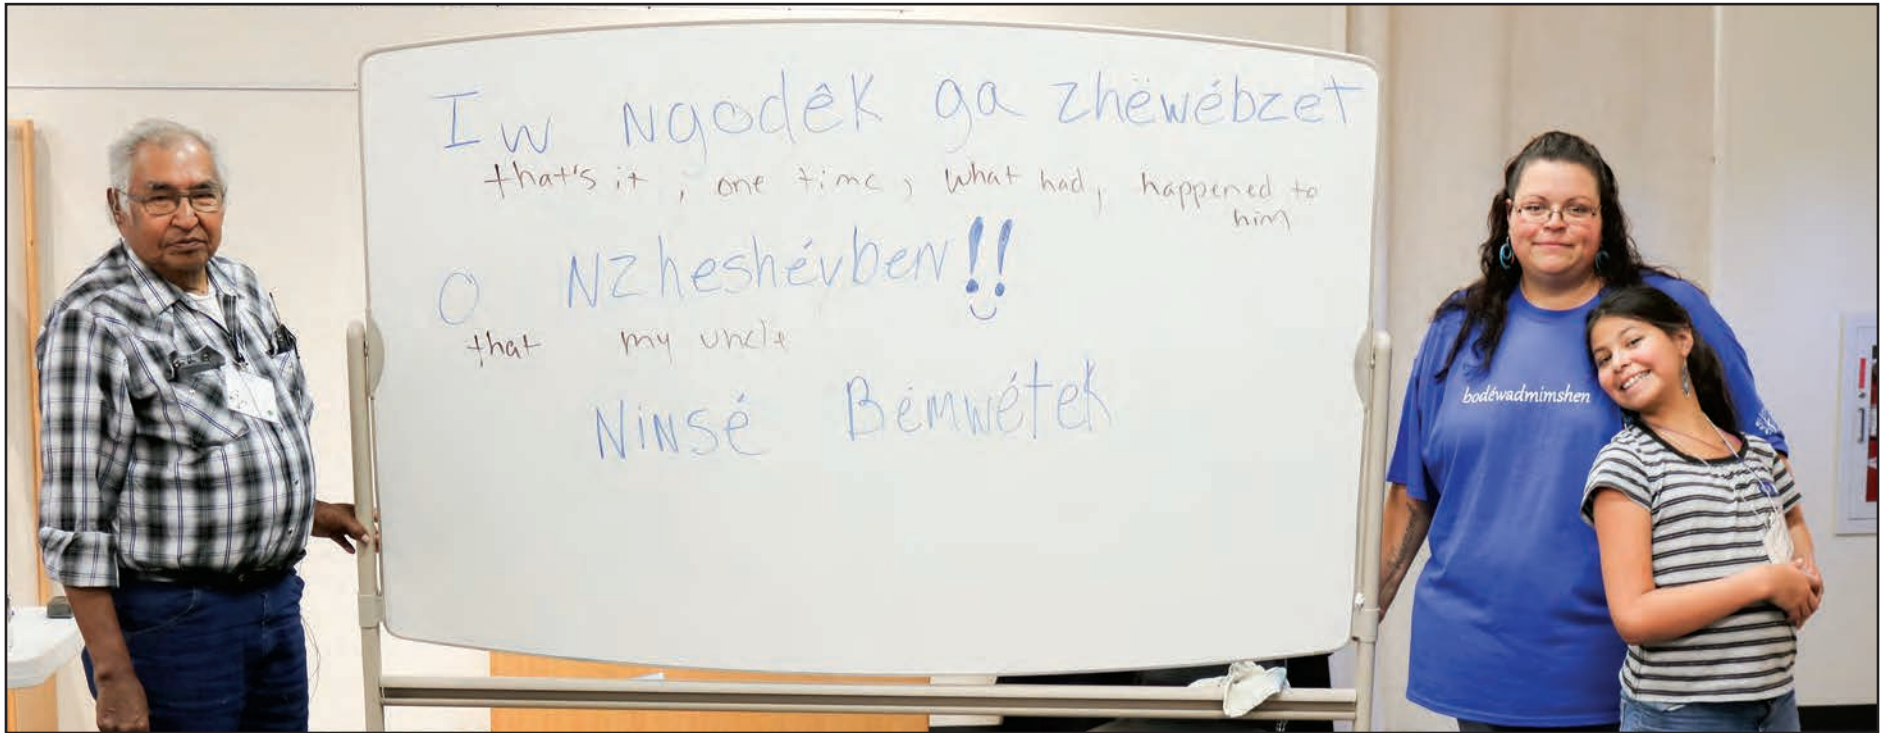 Iw Ngodêk ga zhëwébzet
that's it, one time, what had, happened to
him
O Nzheshévben!!
that my uncle
Ninsé Bémwétek
bodéwadmimshen